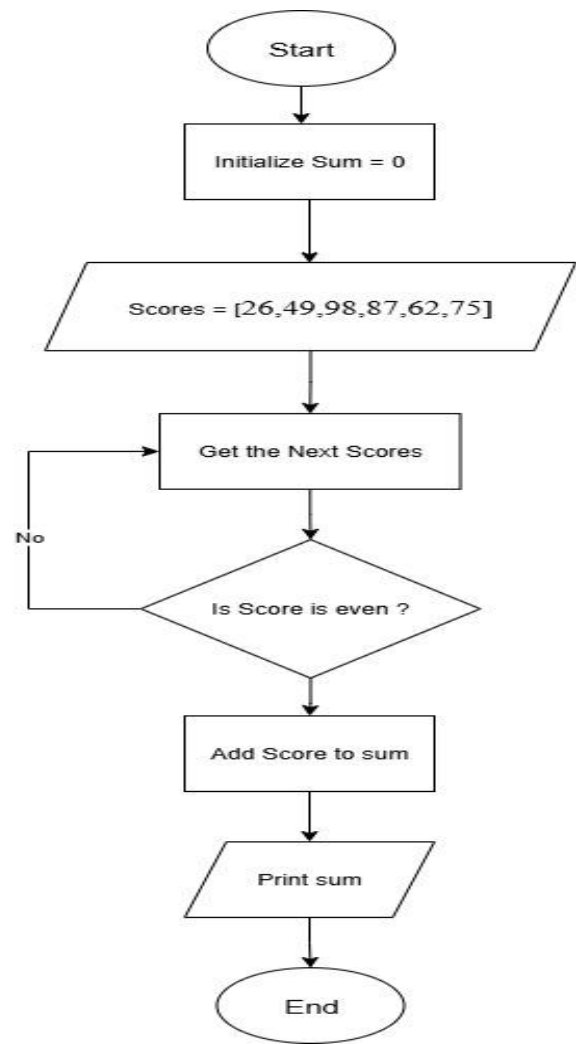 Start
Initialize Sum = 0
Scores = [26,49,98,87,62,75]
Get the Next Scores
No
Is Score is even ?
Add Score to sum
Print sum
End